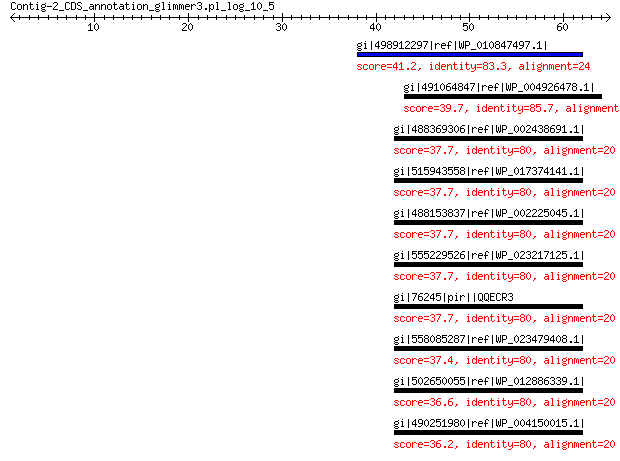 Contig-2_CDS_annotation_glimmer3.pl_log_10_5
10 20 30 40 50 60
gi|498912297|ref|WP_010847497.1|
score=41.2, identity=83.3, alignment=24
gi|491064847|ref|WP_004926478.1|
score=39.7, identity=85.7, alignment
gi|488369306|ref|WP_002438691.1|
score=37.7, identity=80, alignment=20
gi|515943558|ref|WP_017374141.1|
score=37.7, identity=80, alignment=20
gi|488153837|ref|WP_002225045.1|
score=37.7, identity=80, alignment=20
gi|555229526|ref|WP_023217125.1|
score=37.7, identity=80, alignment=20
gi|76245|pir||QQECR3
score=37.7, identity=80, alignment=20
gi|558085287|ref|WP_023479408.1|
score=37.4, identity=80, alignment=20
gi|502650055|ref|WP_012886339.1|
score=36.6, identity=80, alignment=20
gi|490251980|ref|WP_004150015.1|
score=36.2, identity=80, alignment=20